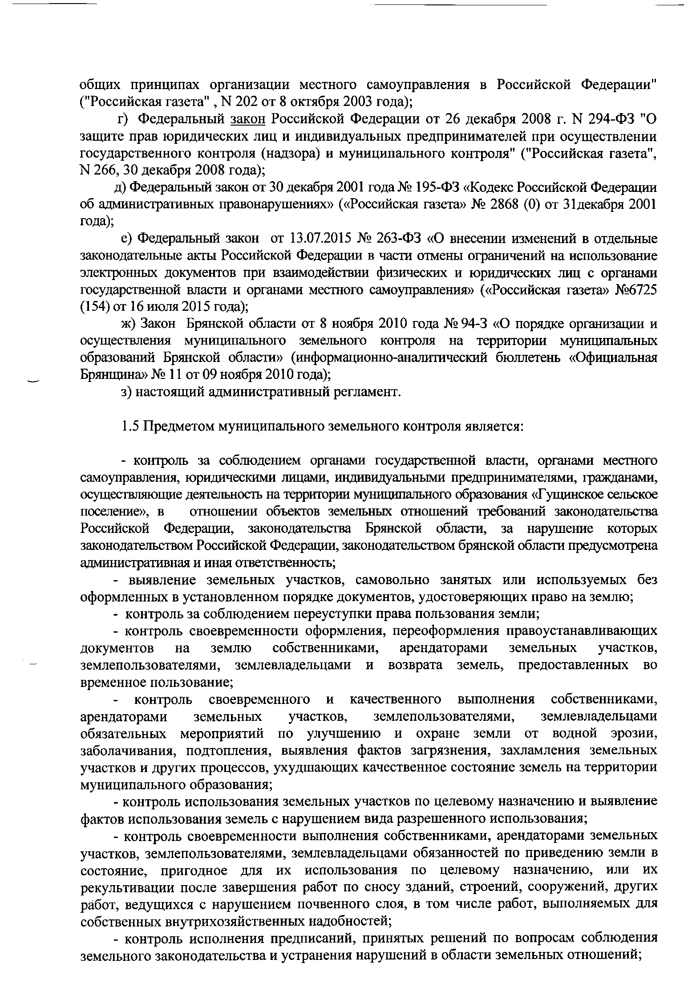 общих принципах организации местного самоуправления в Российской Федерации"
("Российская газета" , N 202 от 8 октября 2003 года);
г) Федеральный закон Российской Федерации от 26 декабря 2008 г. N 294-ФЗ "О
защите прав юридических лиц и индивидуальных предпринимателей при осуществлении
государственного контроля (надзора) и муниципального контроля" ("Российская газета",
N 266, 30 декабря 2008 года);
д) Федеральный закон от 30 декабря 2001 года № 195-ФЗ «Кодекс Российской Федерации
об административных правонарушениях» («Российская газета» № 2868 (0) от 31декабря 2001
года);
е) Федеральный закон от 13.07.2015 № 263-ФЗ «О внесении изменений в отдельные
законодательные акты Российской Федерации в части отмены ограничений на использование
электронных документов при взаимодействии физических и юридических лиц с органами
государственной власти и органами местного самоуправления» («Российская газета» №6725
(154) от 16 июля 2015 года);
ж) Закон Брянской области от 8 ноября 2010 года № 94-З «О порядке организации и
осуществления муниципального земельного контроля на территории муниципальных
образований Брянской области» (информационно-аналитический бюллетень «Официальная
Брянщина» № 11 от 09 ноября 2010 года);
з) настоящий административный регламент.
1.5 Предметом муниципального земельного контроля является:
- контроль за соблюдением органами государственной власти, органами местного
самоуправления, юридическими лицами, индивидуальными предпринимателями, гражданами,
осуществляющие деятельность на территории муниципального образования «Гущинское сельское
поселение», в отношении объектов земельных отношений требований законодательства
Российской Федерации, законодательства Брянской области, за нарушение которых
законодательством Российской Федерации, законодательством брянской области предусмотрена
административная и иная ответственность;
- выявление земельных участков, самовольно занятых или используемых без
оформленных в установленном порядке документов, удостоверяющих право на землю;
- контроль за соблюдением переуступки права пользования земли;
- контроль своевременности оформления, переоформления правоустанавливающих
документов на землю собственниками, арендаторами земельных участков,
землепользователями, землевладельцами и возврата земель, предоставленных во
временное пользование;
- контроль своевременного и качественного выполнения собственниками,
арендаторами земельных участков, землепользователями, землевладельцами
обязательных мероприятий по улучшению и охране земли от водной эрозии,
заболачивания, подтопления, выявления фактов загрязнения, захламления земельных
участков и других процессов, ухудшающих качественное состояние земель на территории
муниципального образования;
- контроль использования земельных участков по целевому назначению и выявление
фактов использования земель с нарушением вида разрешенного использования;
- контроль своевременности выполнения собственниками, арендаторами земельных
участков, землепользователями, землевладельцами обязанностей по приведению земли в
состояние, пригодное для их использования по целевому назначению, или их
рекультивации после завершения работ по сносу зданий, строений, сооружений, других
работ, ведущихся с нарушением почвенного слоя, в том числе работ, выполняемых для
собственных внутрихозяйственных надобностей;
- контроль исполнения предписаний, принятых решений по вопросам соблюдения
земельного законодательства и устранения нарушений в области земельных отношений;